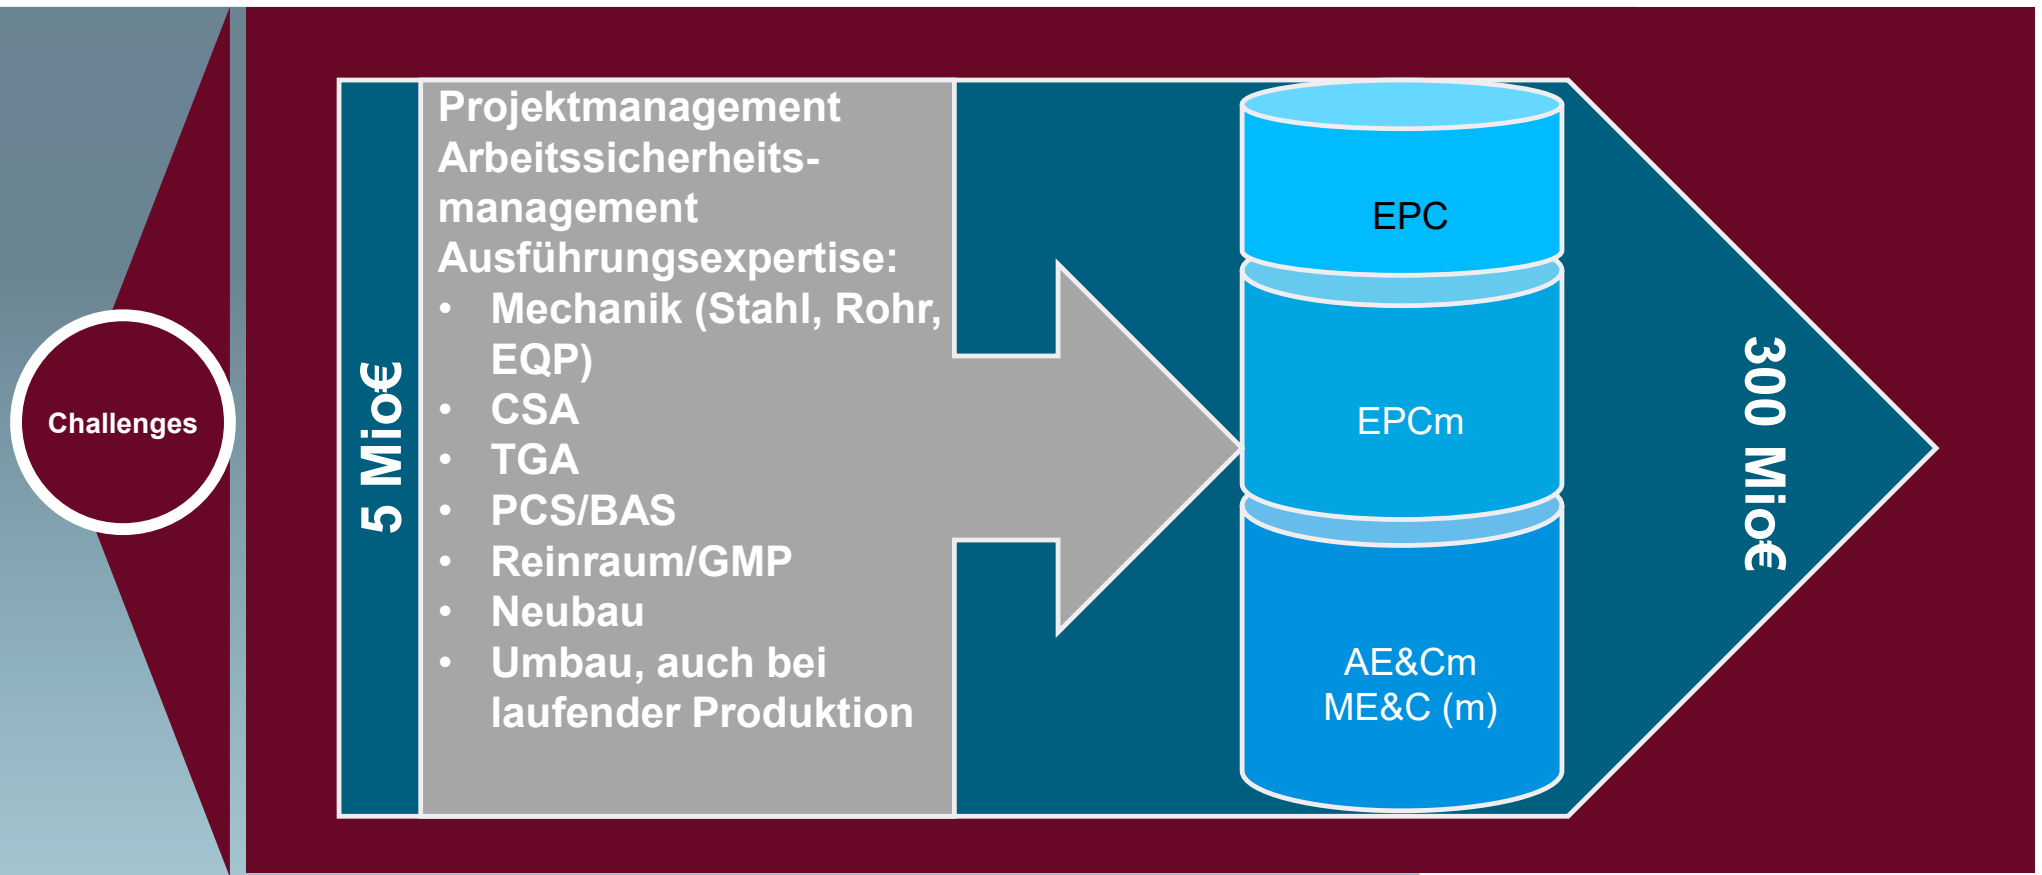 Challenges
5 Mio€
Projektmanagement
Arbeitssicherheits-
management
Ausführungsexpertise:
• Mechanik (Stahl, Rohr,
EQP)
• CSA
• TGA
• PCS/BAS
• Reinraum/GMP
• Neubau
• Umbau, auch bei
laufender Produktion
EPC
EPCm
AE&Cm
ME&C (m)
300 Mio€